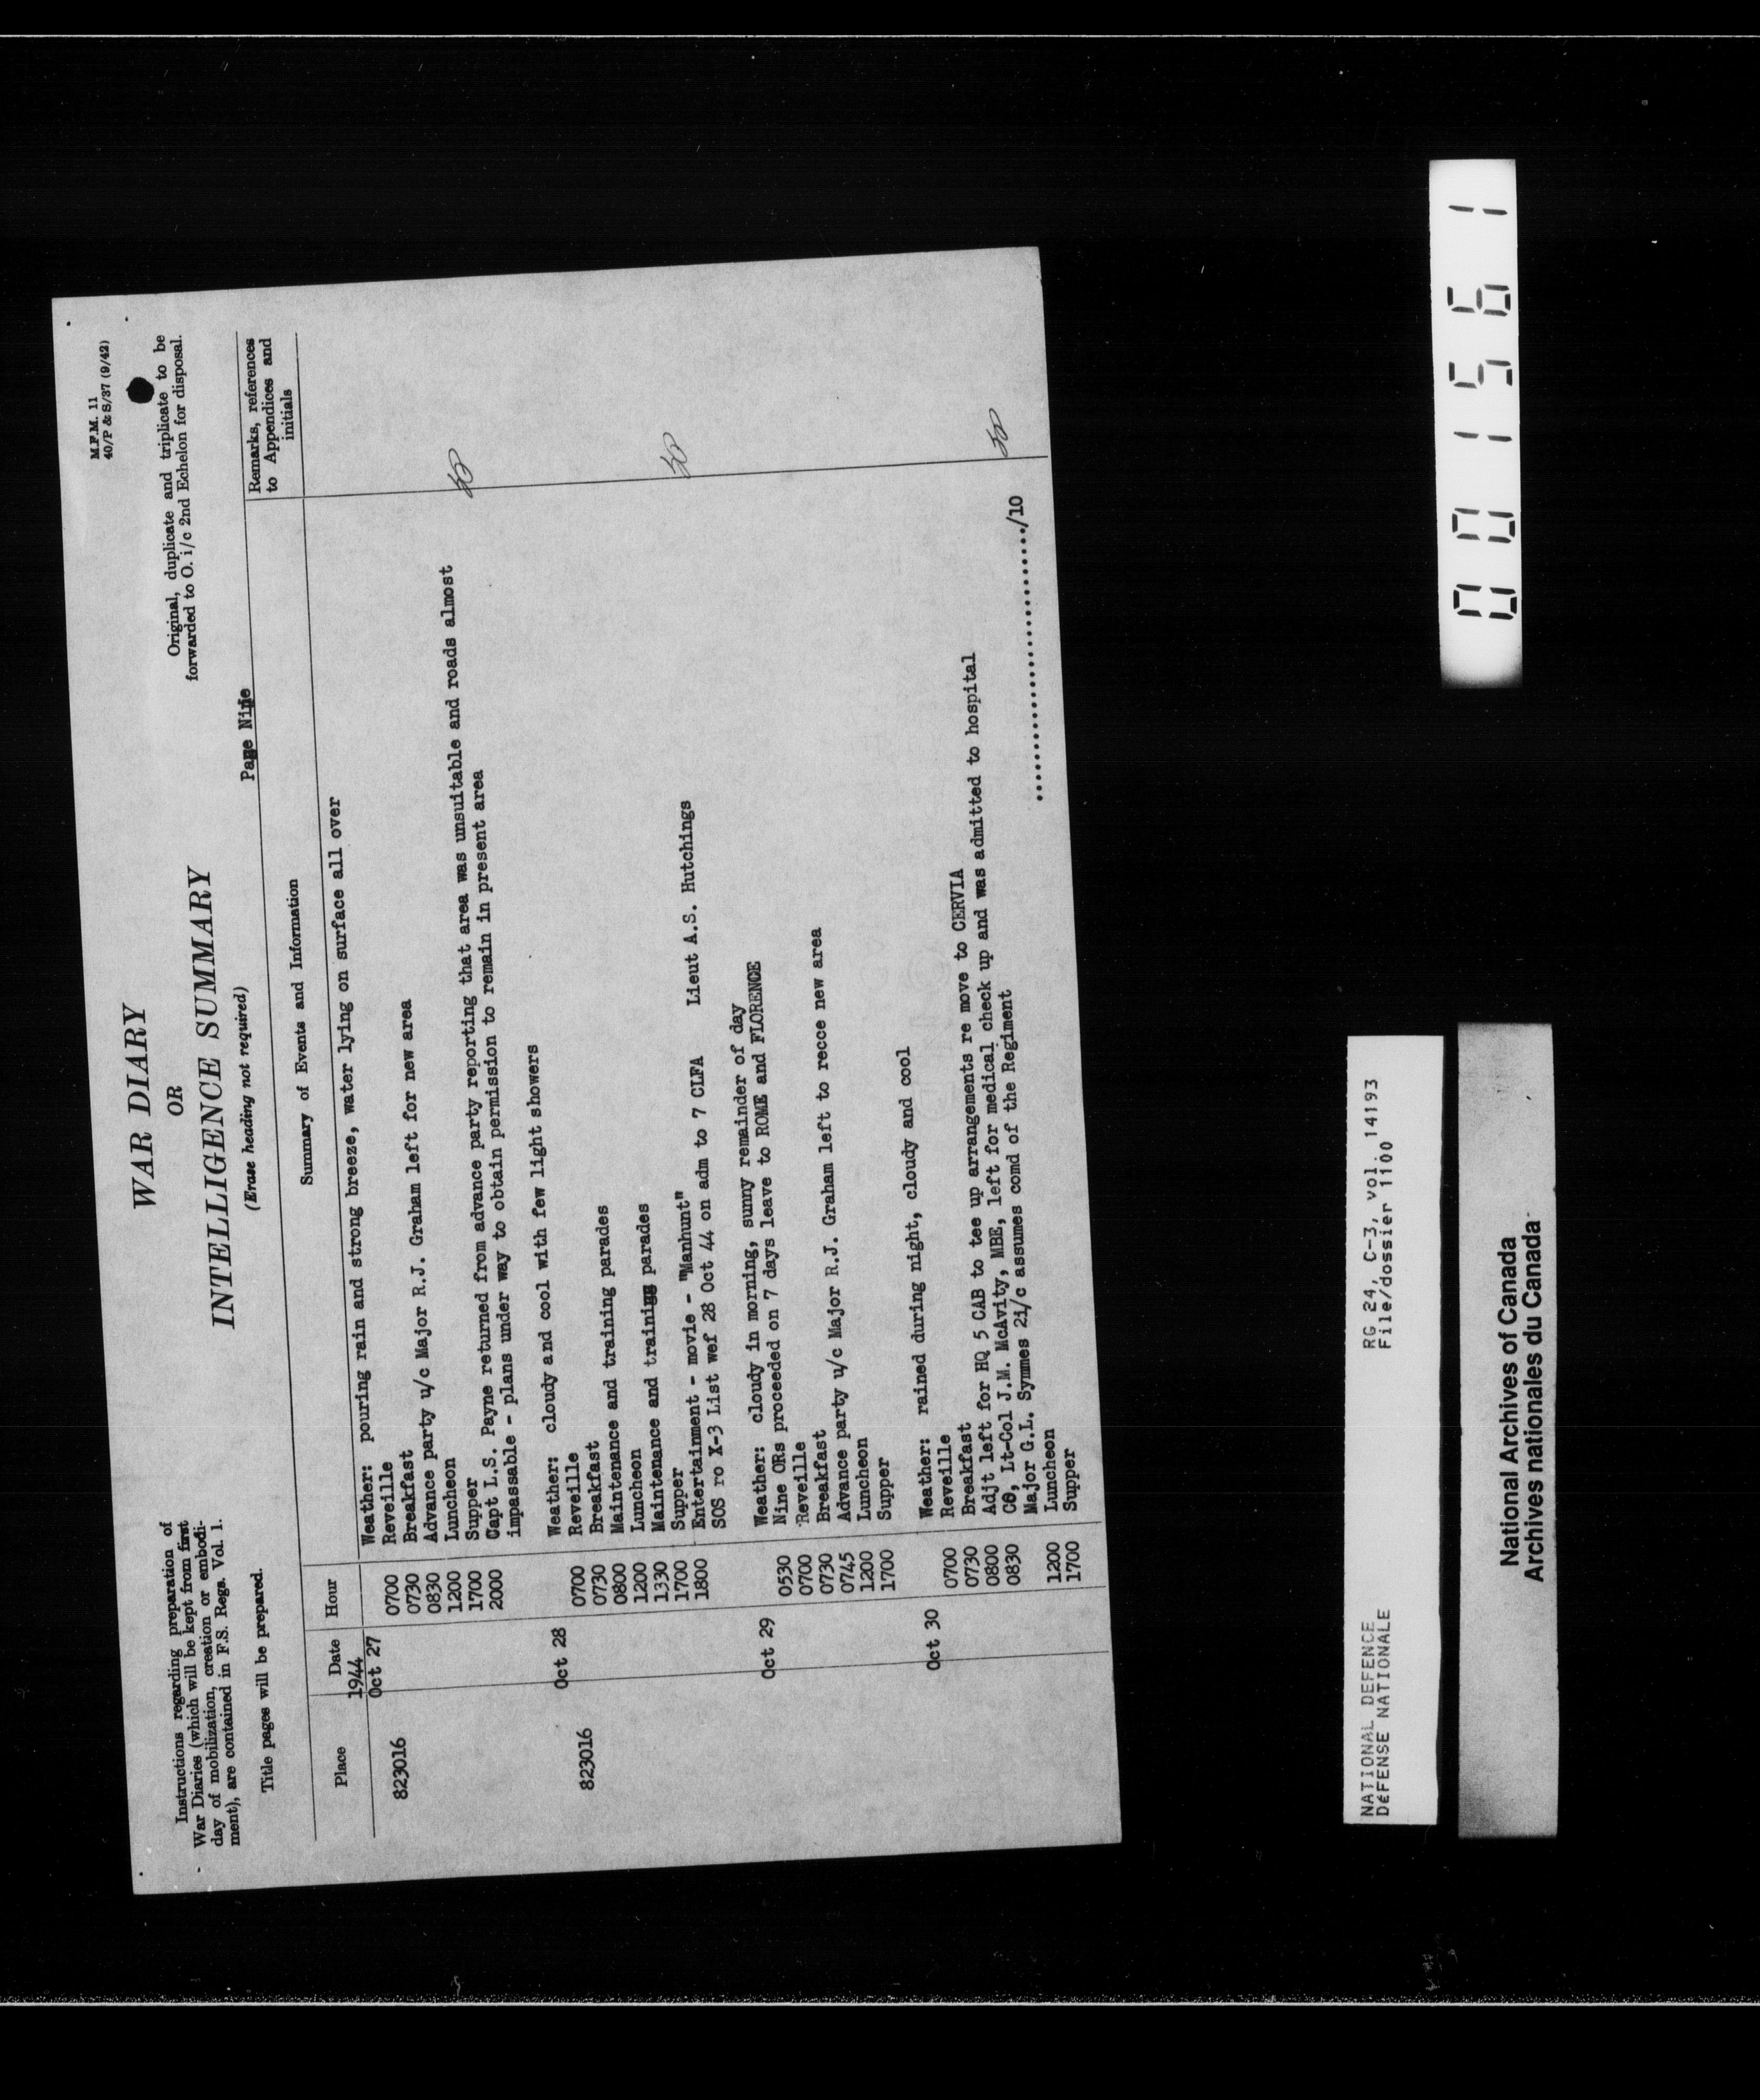 M.F.M. 11
40/P & S/37 (9/42)
WAR DIARY
OR
INTELLIGENCE SUMMARY
(Erase heading not required)
Instructions regarding preparation of
War Diaries (which will be kept from first
day of mobilization, creation or embodi-
ment), are contained in F.S. Regs. Vol. 1.
Title pages will be prepared.
Original, duplicate and triplicate to be
forwarded to O. i/c 2nd Echelon for disposal.
Page Nine
Place Date Hour Summary of Events and Information Remarks, references
to Appendices and
initials
1944
Oct 27 Weather: pouring rain and strong breeze, water lying on surface all over
823016 0700 Reveille
0730 Breakfast
0830 Advance party u/c Major R.J. Graham left for new area
1200 Luncheon
1700 Supper
2000 Capt L.S. Payne returned from advance party reporting that area was unsuitable and roads almost
impassable - plans under way to obtain permission to remain in present area
Oct 28 Weather: cloudy and cool with few light showers
823016 0700 Reveille
0730 Breakfast
0800 Maintenance and training parades
1200 Luncheon
1330 Maintenance and training parades
1700 Supper
1800 Entertainment - movie - "Manhunt"
SOS ro X-3 List wef 28 Oct 44 on adm to 7 CLFA Lieut A.S. Hutchings
Oct 29 Weather: cloudy in morning, sunny remainder of day
0530 Nine ORs proceeded on 7 days leave to ROME and FLORENCE
0700 Reveille
0730 Breakfast
0745 Advance party u/c Major R.J. Graham left to recce new area
1200 Luncheon
1700 Supper
Oct 30 Weather: rained during night, cloudy and cool
0700 Reveille
0730 Breakfast
0800 Adjt left for HQ 5 CAB to tee up arrangements re move to CERVIA
0830 CO, Lt-Col J.M. McAvity, MBE, left for medical check up and was admitted to hospital
Major G.L. Symmes 2i/c assumes comd of the Regiment
1200 Luncheon
1700 Supper
................................/10
NATIONAL DEFENCE RG 24, C-3, vol. 14193
DéFENSE NATIONALE File/dossier 1100
National Archives of Canada
Archives nationales du Canada
001561